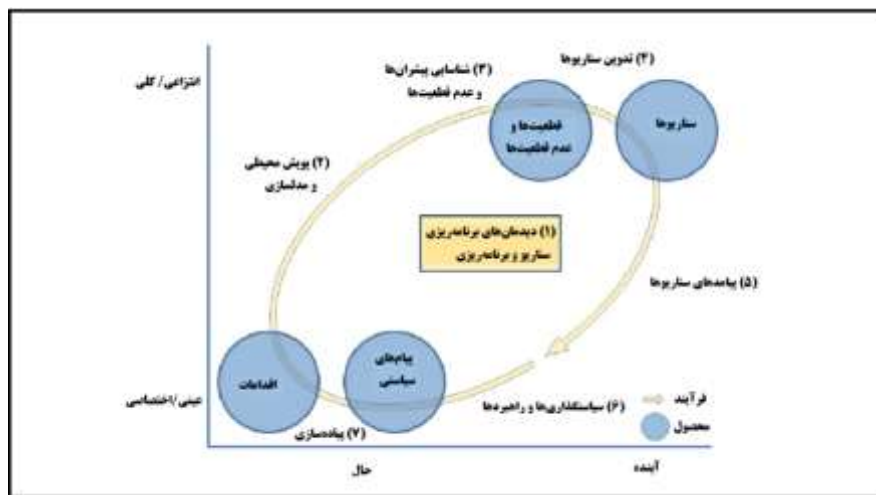 انتزاعی/ کلی
(۴) تدوین سناریوها
(۳) شناسایی پیشران‌ها
و عدم قطعیت‌ها
سناریوها
قطعیت‌ها و
عدم قطعیت‌ها
(۲) پویش محیطی
و مدلسازی
(۱) دیدمان‌های برنامه‌ریزی
سناریو و برنامه‌ریزی
(۵) پیامدهای سناریوها
پیام‌های
سیاستی
اقدامات
عینی/اختصاصی
(۶) سیاستگذاری‌ها و راهبردها
(۷) پیاده‌سازی
فرآیند
محصول
حال
آینده